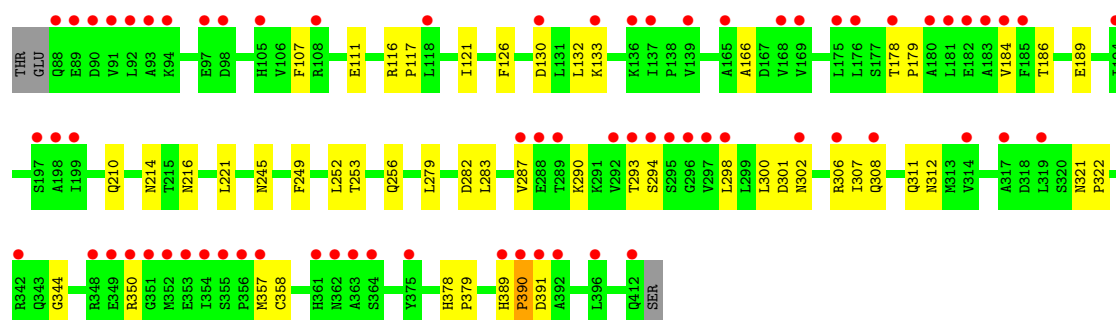 THR GLU Q88 E89 D90 V91 L92 A93 K94 E97 D98 H105 V106 F107 R108 E111 R116 P117 L118 I121 F126 D130 L131 L132 K133 K136 I137 P138 V139 A165 A166 D167 V168 V169 L175 L176 S177 T178 P179 A180 L181 E182 A183 V184 F185 T186 E189
S197 A198 I199 Q210 N214 T215 N216 L221 N245 F249 L252 T253 Q256 L279 D282 L283 V287 E288 T289 K290 K291 V292 T293 S294 S295 G296 V297 L298 L299 L300 D301 N302 R306 I307 Q308 Q311 N312 M313 V314 A317 D318 L319 S320 N321 P322
R342 Q343 G344 R348 E349 R350 G351 M352 E353 I354 S355 P356 M357 C358 H361 M362 A363 S364 Y375 H378 P379 H389 P390 D391 A392 L396 Q412 SER